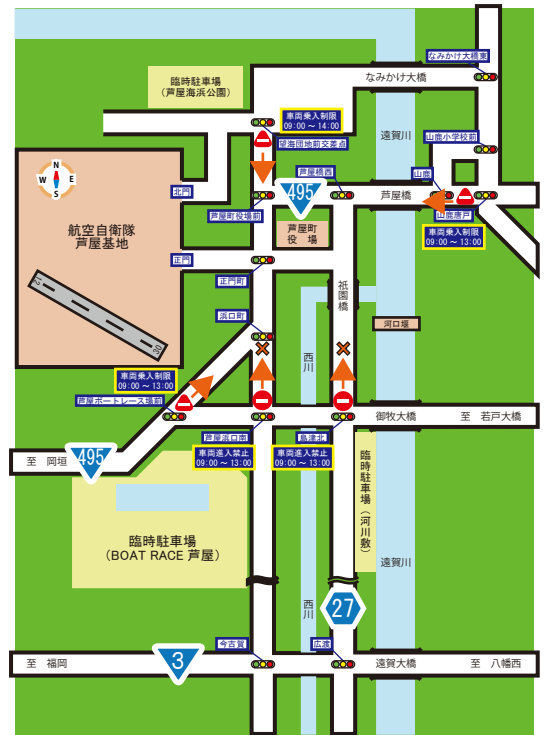 なみかけ大橋東
臨時駐車場
（芦屋海浜公園）
なみかけ大橋
車両乗入制限
09:00 ～ 14:00
望海団地前交差点
遠賀川
山鹿小学校前
芦屋橋西
山鹿
N
W
E
S
北門
495
芦屋橋
芦屋町役場前
山鹿唐戸
航空自衛隊
芦屋基地
芦屋町
役　場
車両乗入制限
09:00 ～ 13:00
正門
正門町
12
30
祇園橋
浜口町
河口堰
西川
車両乗入制限
09:00 ～ 13:00
芦屋ボートレース場前
御牧大橋
至　若戸大橋
芦屋浜口南
島津北
車両進入禁止
09:00 ～ 13:00
車両進入禁止
09:00 ～ 13:00
至　岡垣
495
臨時駐車場（河川敷）
臨時駐車場
（BOAT RACE 芦屋）
遠賀川
西川
27
今古賀
広渡
至　福岡
3
遠賀大橋
至　八幡西